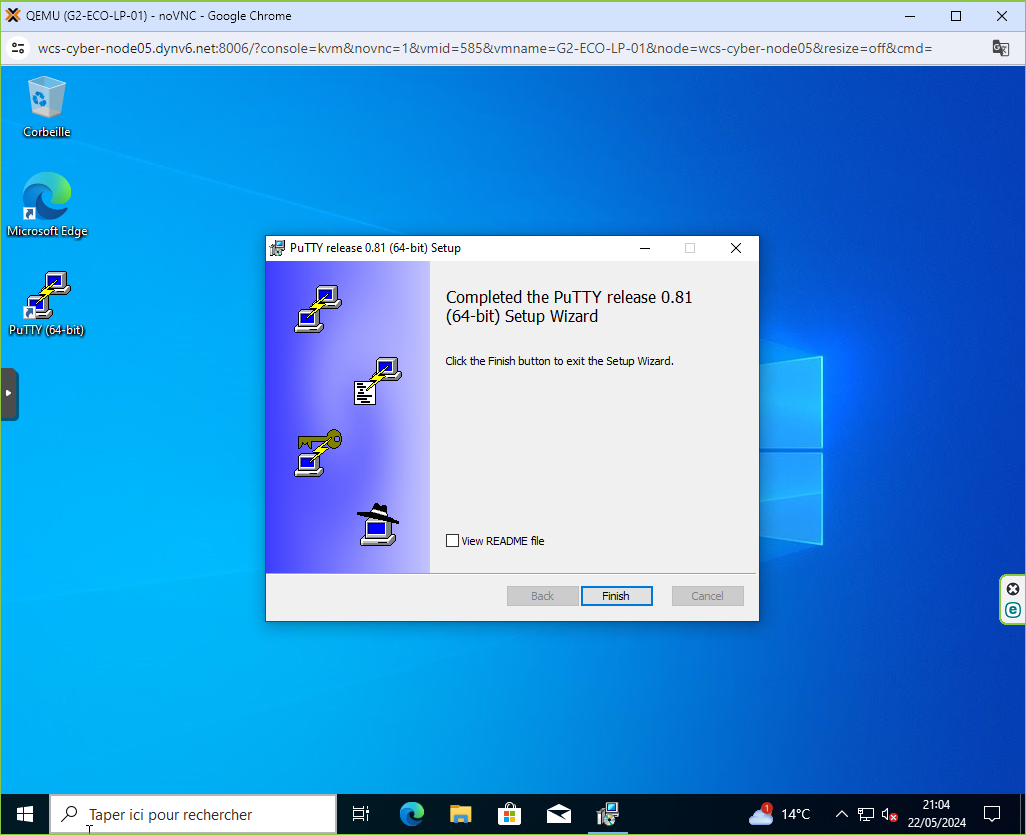 QEMU (G2-ECO-LP-01) - noVNC - Google Chrome
wcs-cyber-node05.dynv6.net:8006/?console=kvm&novnc=1&vmid=585&vmname=G2-ECO-LP-01&node=wcs-cyber-node05&resize=off&cmd=
Corbeille
Microsoft Edge
PuTTY (64-bit)
PuTTY release 0.81 (64-bit) Setup
Completed the PuTTY release 0.81
(64-bit) Setup Wizard
Click the Finish button to exit the Setup Wizard.
View README file
Back
Finish
Cancel
Taper ici pour rechercher
1
14°C
21:04
22/05/2024